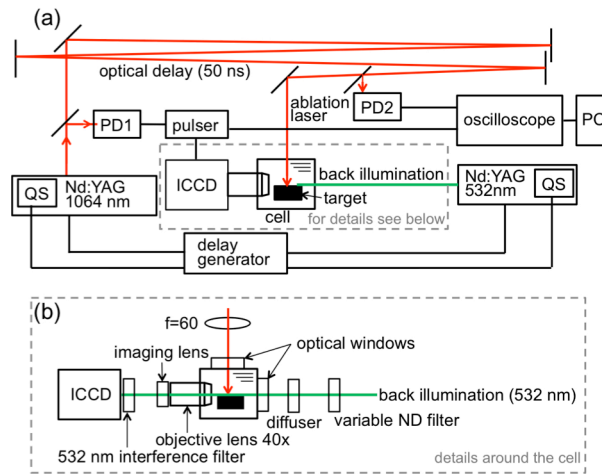 (a)
optical delay (50 ns)
ablation
laser
PD1
pulser
PD2
oscilloscope
PC
QS
Nd:YAG
1064 nm
ICCD
back illumination
target
cell
for details see below
Nd:YAG
532nm
QS
delay
generator
(b)
f=60
imaging lens
optical windows
ICCD
back illumination (532 nm)
diffuser
variable ND filter
objective lens 40x
532 nm interference filter
details around the cell